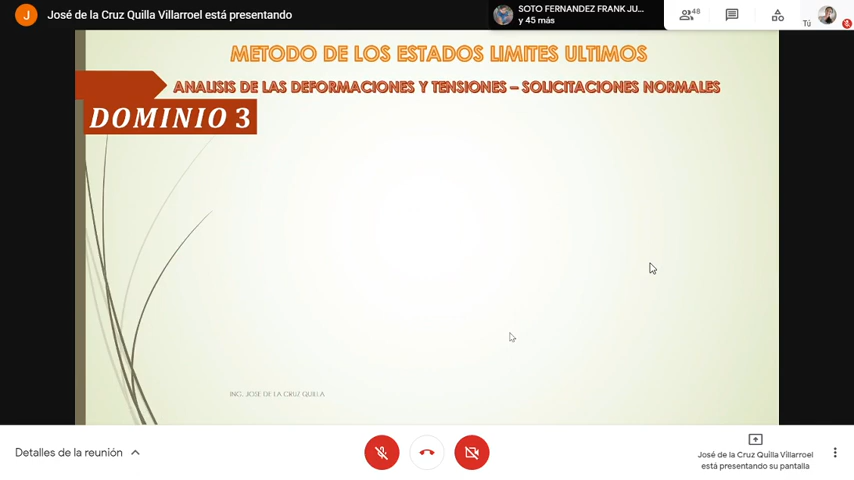 J José de la Cruz Quilla Villarroel está presentando
SOTO FERNANDEZ FRANK JU...
y 45 más
48
Tú
METODO DE LOS ESTADOS LIMITES ULTIMOS
ANALISIS DE LAS DEFORMACIONES Y TENSIONES – SOLICITACIONES NORMALES
DOMINIO 3
ING. JOSE DE LA CRUZ QUILLA
Detalles de la reunión
José de la Cruz Quilla Villarroel
está presentando su pantalla